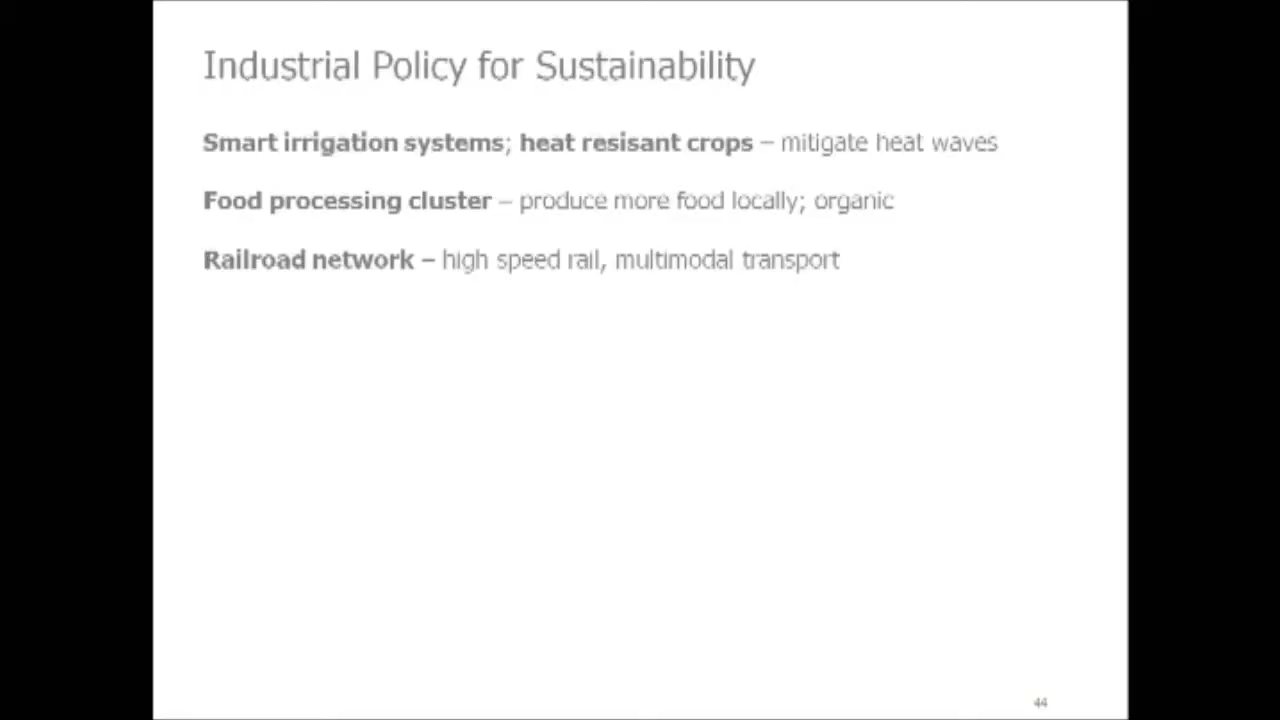 Industrial Policy for Sustainability
Smart irrigation systems; heat resisant crops – mitigate heat waves
Food processing cluster – produce more food locally; organic
Railroad network – high speed rail, multimodal transport
44